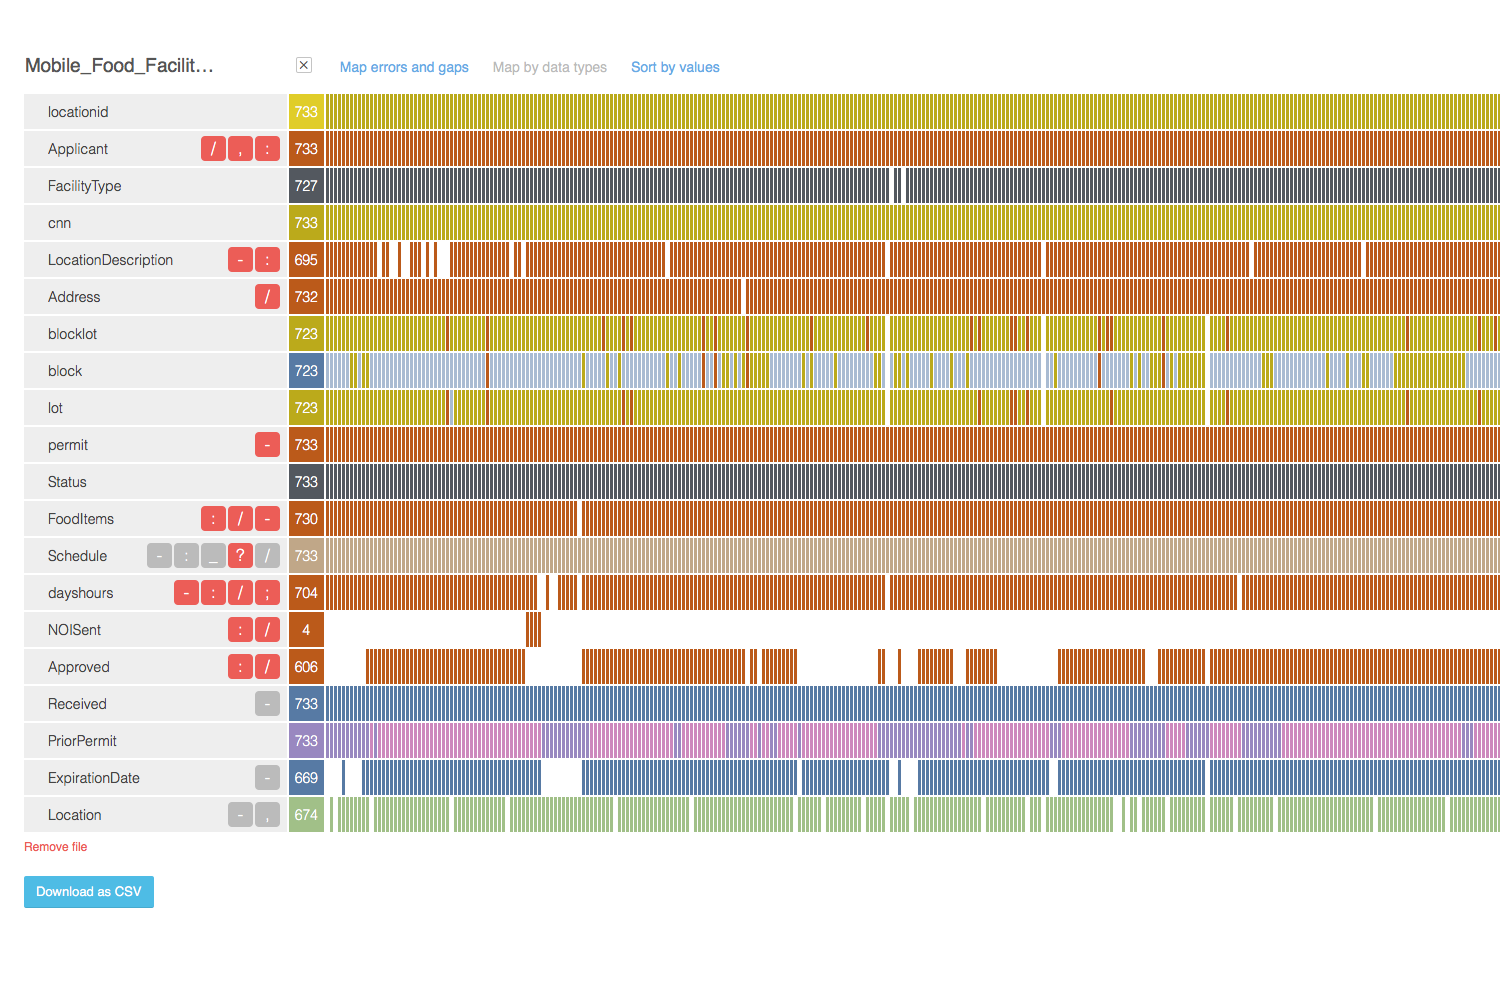 Mobile_Food_Facilit... Map errors and gaps Map by data types Sort by values
locationid 733
Applicant / , : 733
FacilityType 727
cnn 733
LocationDescription - : 695
Address / 732
blocklot 723
block 723
lot 723
permit - 733
Status 733
FoodItems : / - 730
Schedule - : _ ? / 733
dayshours - : / ; 704
NOISent : / 4
Approved : / 606
Received - 733
PriorPermit 733
ExpirationDate - 669
Location - , 674
Remove file
Download as CSV